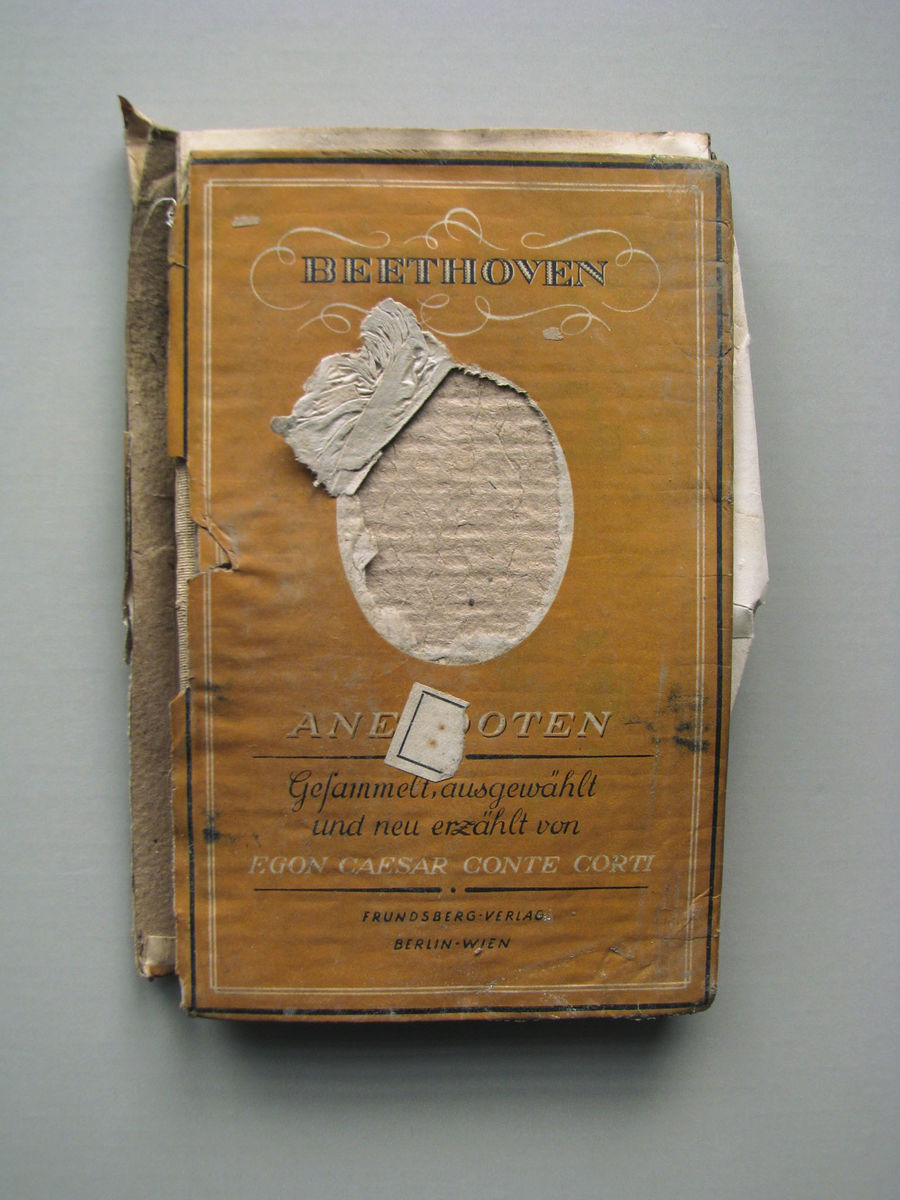 BEETHOVEN
ANE DOTEN
Gesammelt, ausgewählt
und neu erzählt von
EGON CAESAR CONTE CORTI
FRUNDSBERG-VERLAG
BERLIN-WIEN